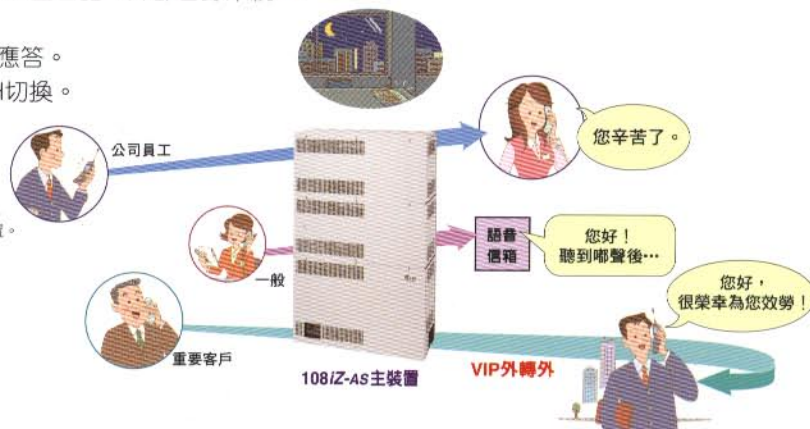 應答。
切換。
公司員工
您辛苦了。
一般
語音
信箱
您好！
聽到嘟聲後…
重要客戶
108iZ-AS主裝置
VIP外轉外
您好，
很榮幸為您效勞！